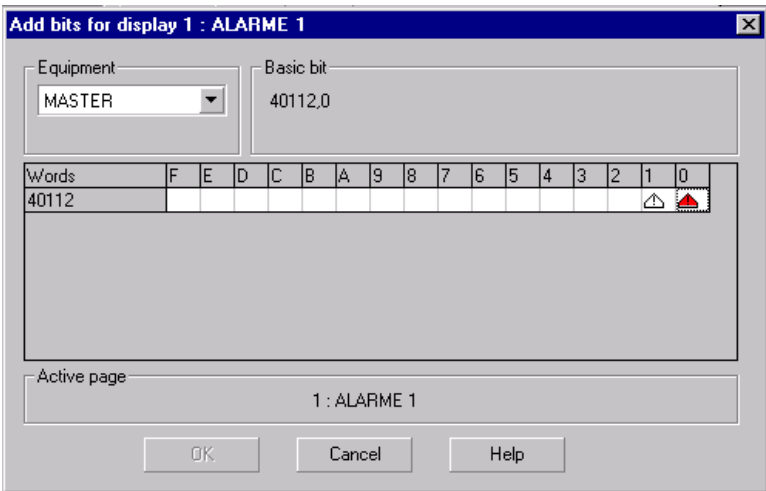 Add bits for display 1 : ALARME 1
Equipment
MASTER
Basic bit
40112,0
Words F E D C B A 9 8 7 6 5 4 3 2 1 0
40112
Active page
1 : ALARME 1
OK Cancel Help